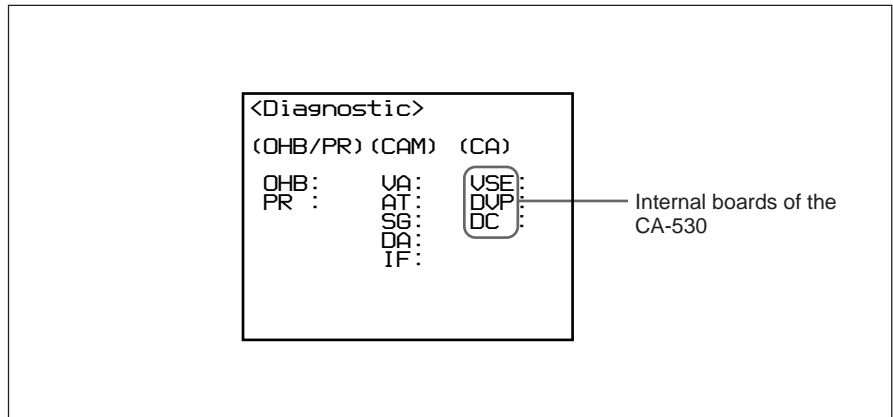 <Diagnostic>
(OHB/PR) (CAM) (CA)
OHB: VA: VSE:
PR : AT: DVP:
SG: DC :
DA:
IF:
Internal boards of the
CA-530